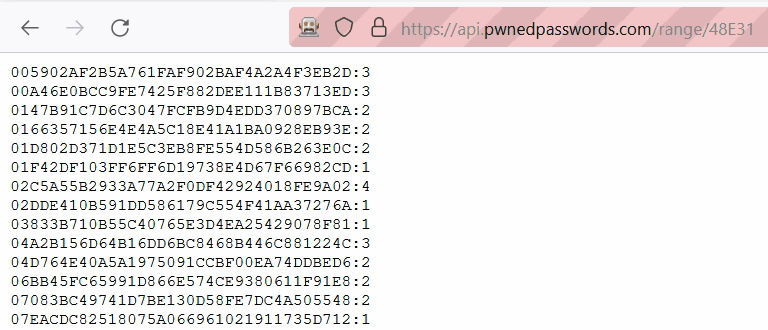 https://api.pwnedpasswords.com/range/48E31
005902AF2B5A761FAF902BAF4A2A4F3EB2D:3
00A46E0BCC9FE7425F882DEE111B83713ED:3
0147B91C7D6C3047FCFB9D4EDD370897BCA:2
0166357156E4E4A5C18E41A1BA0928EB93E:2
01D802D371D1E5C3EB8FE554D586B263E0C:2
01F42DF103FF6FF6D19738E4D67F66982CD:1
02C5A55B2933A77A2F0DF42924018FE9A02:4
02DDE410B591DD586179C554F41AA37276A:1
03833B710B55C40765E3D4EA25429078F81:1
04A2B156D64B16DD6BC8468B446C881224C:3
04D764E40A5A1975091CCBF00EA74DDBED6:2
06BB45FC65991D866E574CE9380611F91E8:2
07083BC49741D7BE130D58FE7DC4A505548:2
07EACDC82518075A066961021911735D712:1